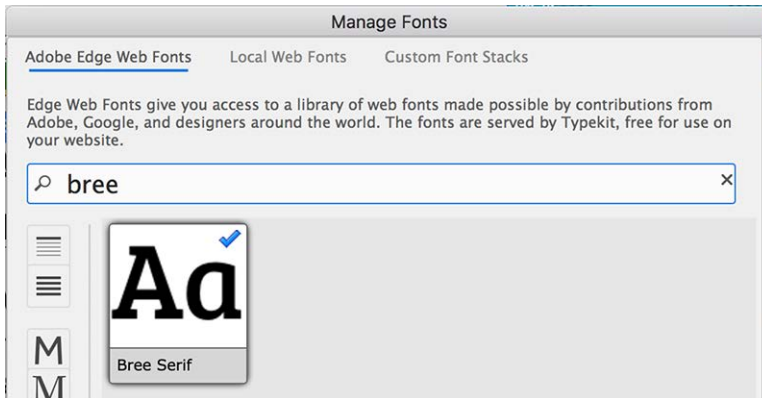 Manage Fonts
Adobe Edge Web Fonts Local Web Fonts Custom Font Stacks
Edge Web Fonts give you access to a library of web fonts made possible by contributions from
Adobe, Google, and designers around the world. The fonts are served by Typekit, free for use on
your website.
bree
Aa
M
Bree Serif
M